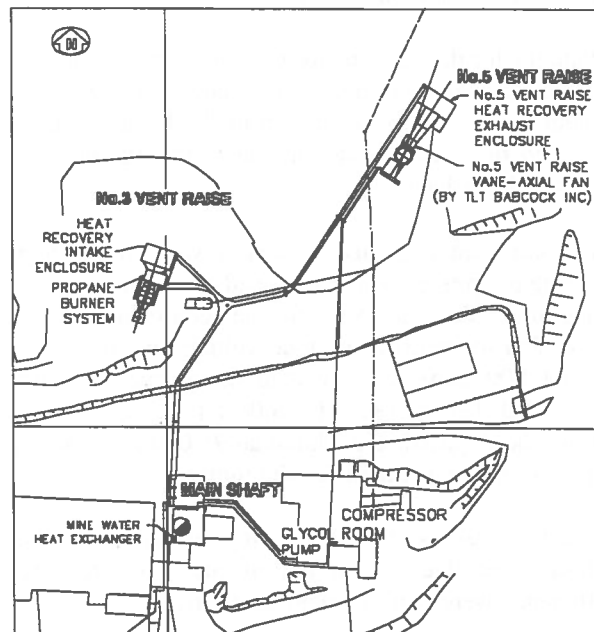 N
No.5 VENT RAISE
No.5 VENT RAISE
HEAT RECOVERY
EXHAUST
ENCLOSURE
No.5 VENT RAISE
VANE-AXIAL FAN
(BY TLT BABCOCK INC)
No.3 VENT RAISE
HEAT
RECOVERY
INTAKE
ENCLOSURE
PROPANE
BURNER
SYSTEM
MAIN SHAFT
MINE WATER
HEAT EXCHANGER
GLYCOL
PUMP
COMPRESSOR
ROOM